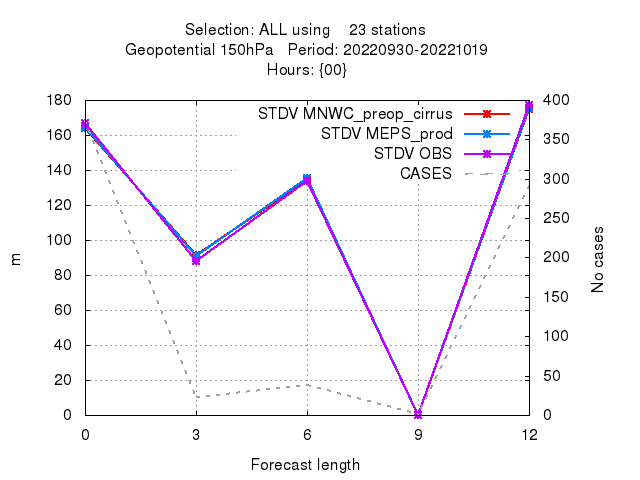 Selection: ALL using    23 stations
Geopotential 150hPa   Period: 20220930-20221019
Hours: {00}
180
160
140
120
100
80
60
40
20
0
400
350
300
250
200
150
100
50
0
STDV MNWC_preop_cirrus
STDV MEPS_prod
STDV OBS
CASES
m
No cases
0
3
6
9
12
Forecast length